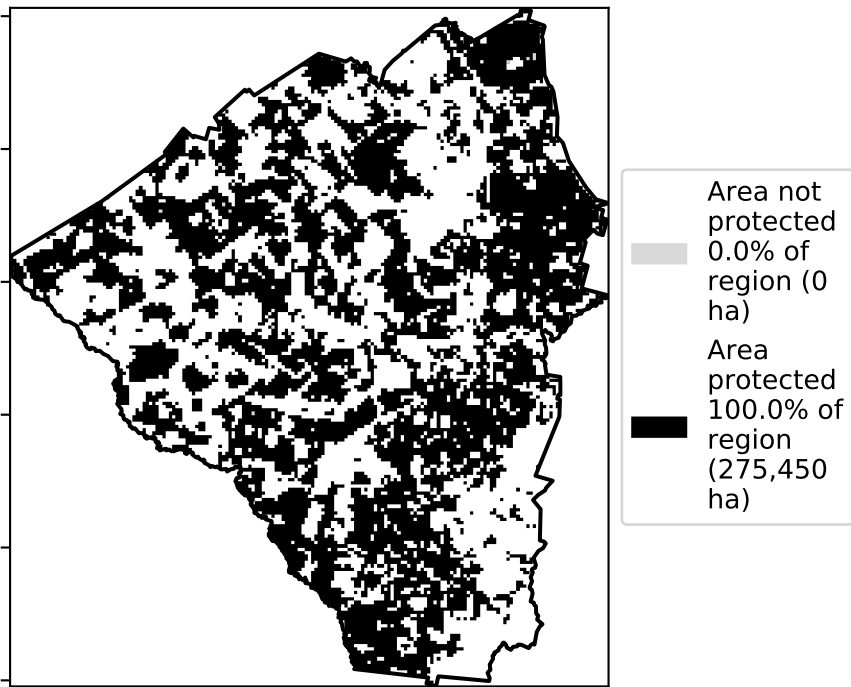 Area not
protected
0.0% of
region (0
ha)
Area
protected
100.0% of
region
(275,450
ha)